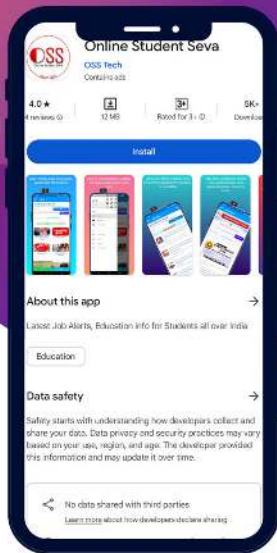 OSS
Online Student Seva
OSS Tech
Contains ads
4.0★
4 reviews
12 MB
3+
Rated for 3+
5K+
Install
About this app
Latest Job Alerts, Education info for Students all over India
Education
Data safety
Safety starts with understanding how developers collect and
share your data. Data privacy and security practices may vary
based on your use, region, and age. The developer provided
this information and may update it over time.
No data shared with third parties
Learn more about how developers declare sharing